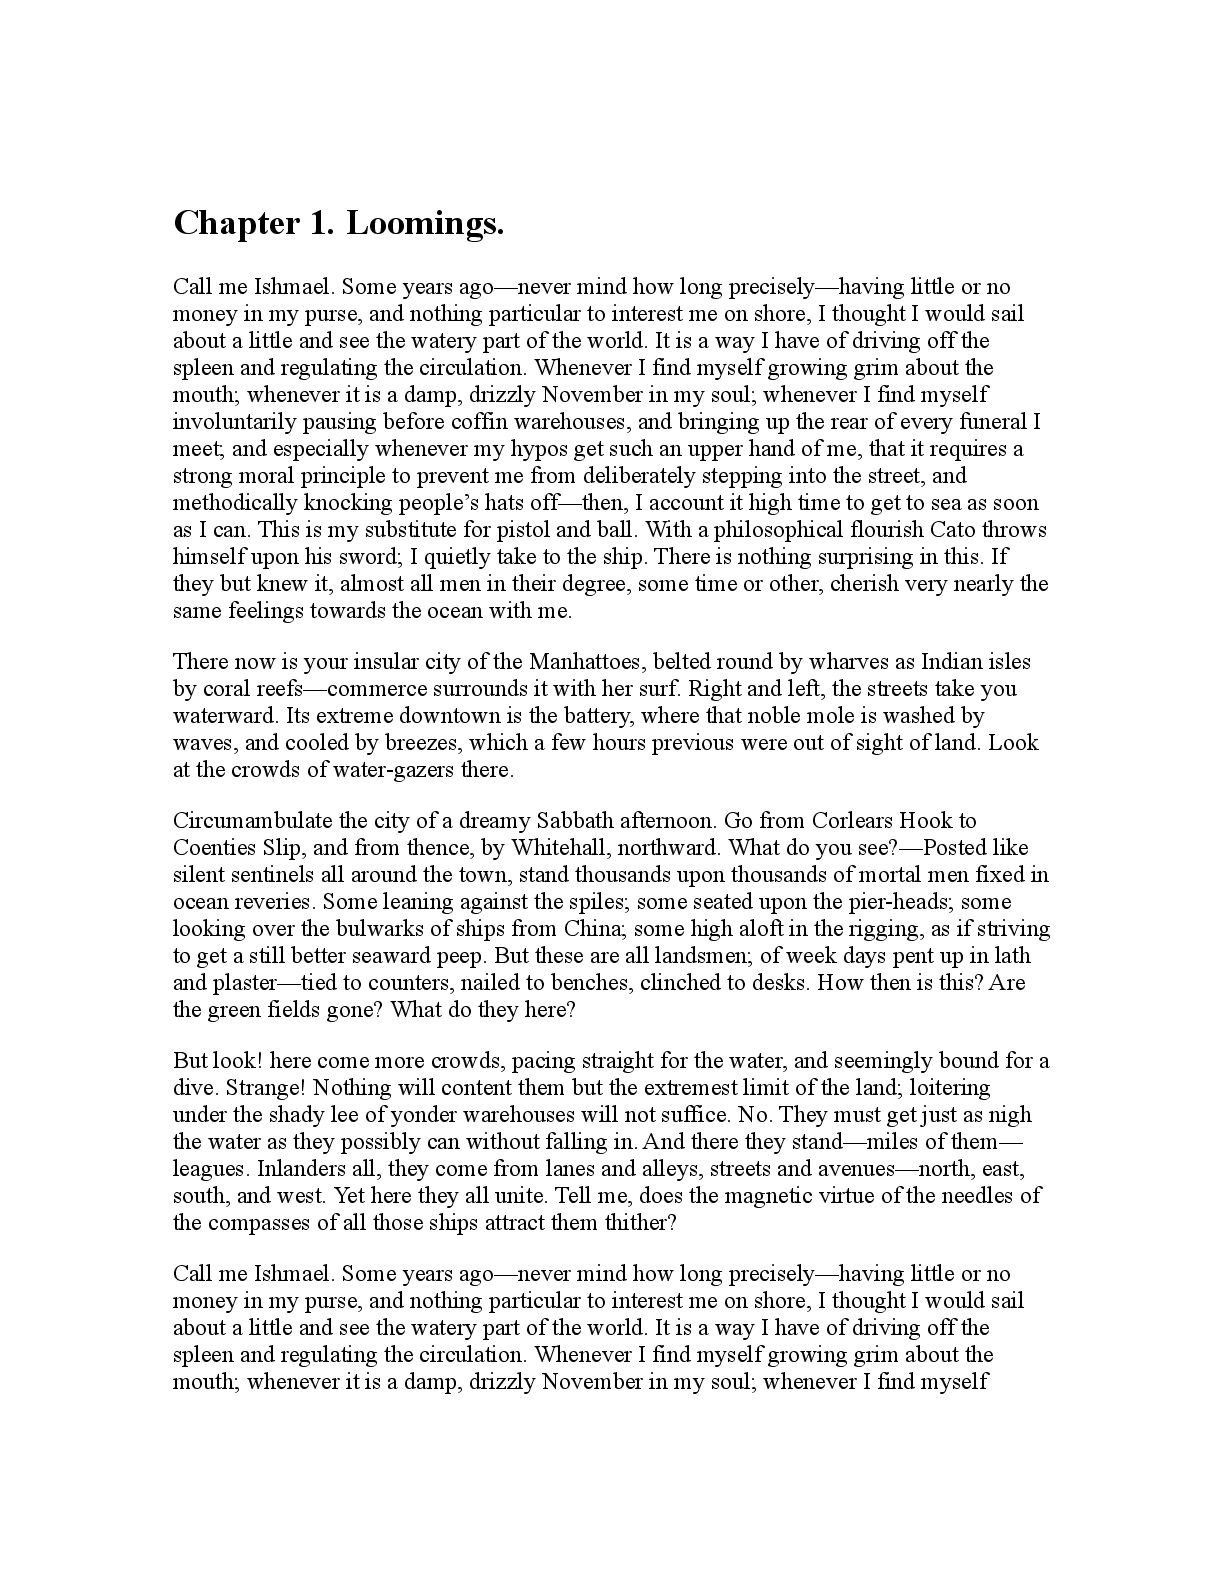 Chapter 1. Loomings.
Call me Ishmael. Some years ago—never mind how long precisely—having little or no
money in my purse, and nothing particular to interest me on shore, I thought I would sail
about a little and see the watery part of the world. It is a way I have of driving off the
spleen and regulating the circulation. Whenever I find myself growing grim about the
mouth; whenever it is a damp, drizzly November in my soul; whenever I find myself
involuntarily pausing before coffin warehouses, and bringing up the rear of every funeral I
meet; and especially whenever my hypos get such an upper hand of me, that it requires a
strong moral principle to prevent me from deliberately stepping into the street, and
methodically knocking people’s hats off—then, I account it high time to get to sea as soon
as I can. This is my substitute for pistol and ball. With a philosophical flourish Cato throws
himself upon his sword; I quietly take to the ship. There is nothing surprising in this. If
they but knew it, almost all men in their degree, some time or other, cherish very nearly the
same feelings towards the ocean with me.
There now is your insular city of the Manhattoes, belted round by wharves as Indian isles
by coral reefs—commerce surrounds it with her surf. Right and left, the streets take you
waterward. Its extreme downtown is the battery, where that noble mole is washed by
waves, and cooled by breezes, which a few hours previous were out of sight of land. Look
at the crowds of water-gazers there.
Circumambulate the city of a dreamy Sabbath afternoon. Go from Corlears Hook to
Coenties Slip, and from thence, by Whitehall, northward. What do you see?—Posted like
silent sentinels all around the town, stand thousands upon thousands of mortal men fixed in
ocean reveries. Some leaning against the spiles; some seated upon the pier-heads; some
looking over the bulwarks of ships from China; some high aloft in the rigging, as if striving
to get a still better seaward peep. But these are all landsmen; of week days pent up in lath
and plaster—tied to counters, nailed to benches, clinched to desks. How then is this? Are
the green fields gone? What do they here?
But look! here come more crowds, pacing straight for the water, and seemingly bound for a
dive. Strange! Nothing will content them but the extremest limit of the land; loitering
under the shady lee of yonder warehouses will not suffice. No. They must get just as nigh
the water as they possibly can without falling in. And there they stand—miles of them—
leagues. Inlanders all, they come from lanes and alleys, streets and avenues—north, east,
south, and west. Yet here they all unite. Tell me, does the magnetic virtue of the needles of
the compasses of all those ships attract them thither?
Call me Ishmael. Some years ago—never mind how long precisely—having little or no
money in my purse, and nothing particular to interest me on shore, I thought I would sail
about a little and see the watery part of the world. It is a way I have of driving off the
spleen and regulating the circulation. Whenever I find myself growing grim about the
mouth; whenever it is a damp, drizzly November in my soul; whenever I find myself